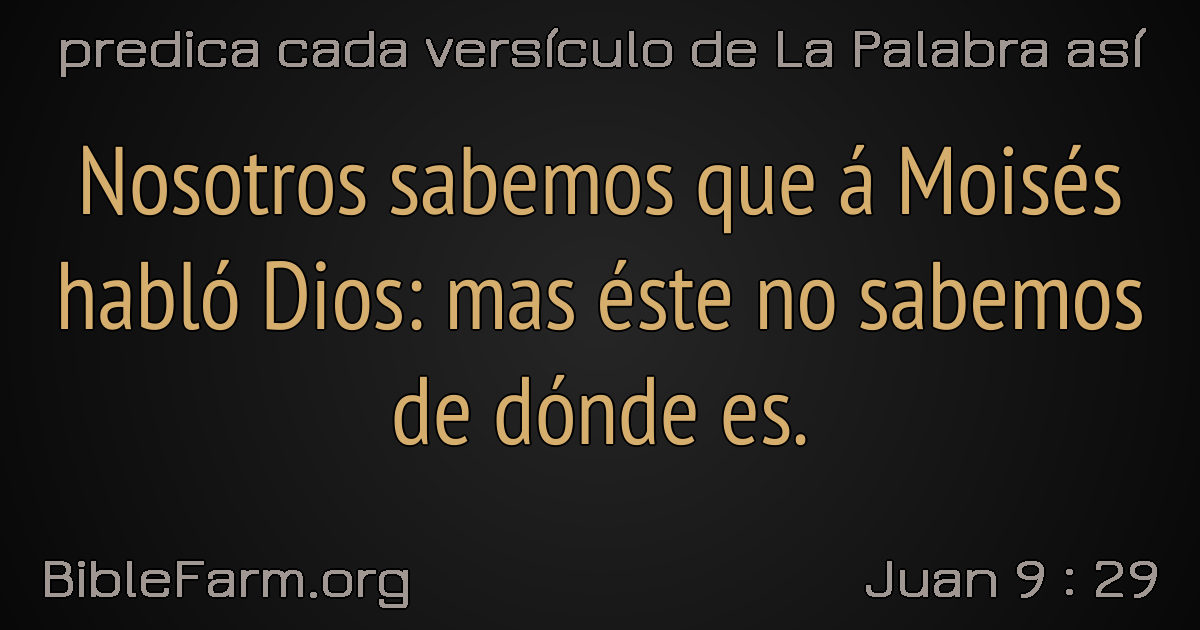 predica cada versículo de La Palabra así
Nosotros sabemos que á Moisés
habló Dios: mas éste no sabemos
de dónde es.
BibleFarm.org
Juan 9 : 29